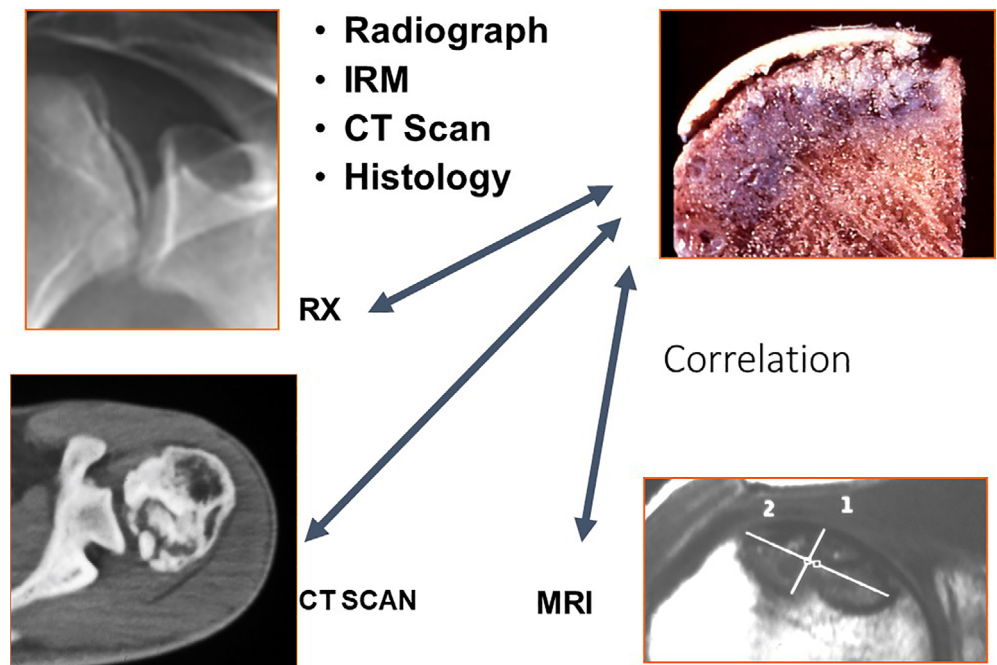 • Radiograph
• IRM
• CT Scan
• Histology
RX
Correlation
2 1
CT SCAN
MRI